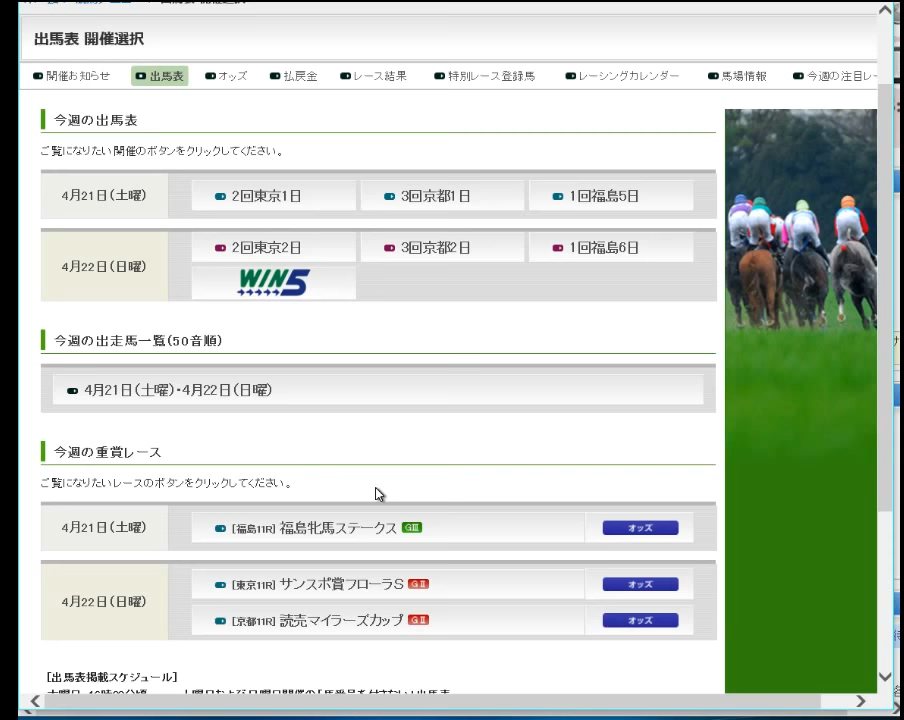 出馬表 開催選択
開催お知らせ 出馬表 オッズ 払戻金 レース結果 特別レース登録馬 レーシングカレンダー 馬場情報 今週の注目レー
今週の出馬表
ご覧になりたい開催のボタンをクリックしてください。
4月21日(土曜) 2回東京1日 3回京都1日 1回福島5日
4月22日(日曜) 2回東京2日 3回京都2日 1回福島6日
WIN5
今週の出走馬一覧(50音順)
4月21日(土曜)・4月22日(日曜)
今週の重賞レース
ご覧になりたいレースのボタンをクリックしてください。
4月21日(土曜) [福島11R] 福島牝馬ステークス GⅢ オッズ
4月22日(日曜) [東京11R] サンスポ賞フローラS GⅡ オッズ
[京都11R] 読売マイラーズカップ GⅡ オッズ
[出馬表掲載スケジュール]